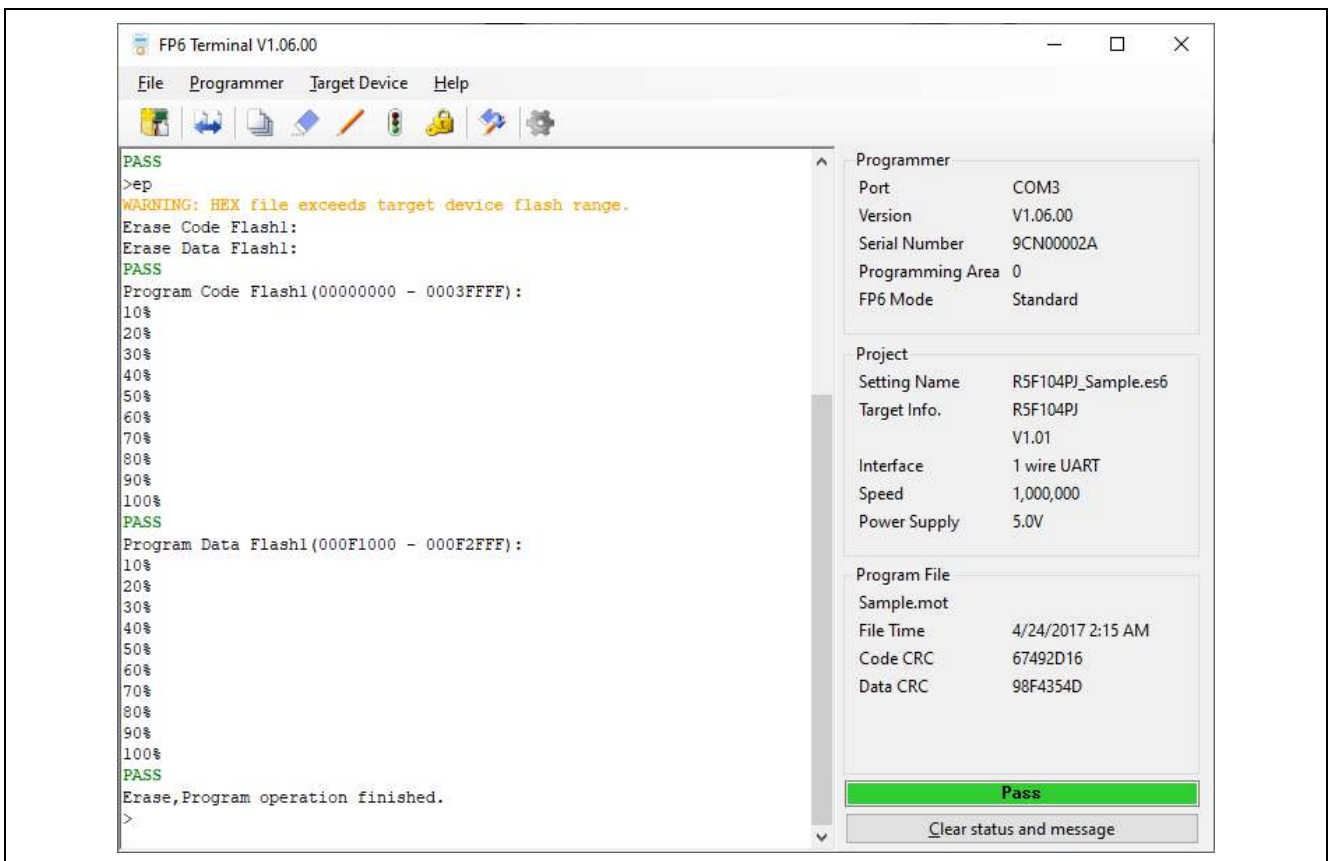 FP6 Terminal V1.06.00
File Programmer Target Device Help
PASS
>ep
WARNING: HEX file exceeds target device flash range.
Erase Code Flash1:
Erase Data Flash1:
PASS
Program Code Flash1(00000000 - 0003FFFF):
10%
20%
30%
40%
50%
60%
70%
80%
90%
100%
PASS
Program Data Flash1(000F1000 - 000F2FFF):
10%
20%
30%
40%
50%
60%
70%
80%
90%
100%
PASS
Erase,Program operation finished.
>
Programmer
Port COM3
Version V1.06.00
Serial Number 9CN00002A
Programming Area 0
FP6 Mode Standard
Project
Setting Name R5F104PJ_Sample.es6
Target Info. R5F104PJ
V1.01
Interface 1 wire UART
Speed 1,000,000
Power Supply 5.0V
Program File
Sample.mot
File Time 4/24/2017 2:15 AM
Code CRC 67492D16
Data CRC 98F4354D
Pass
Clear status and message